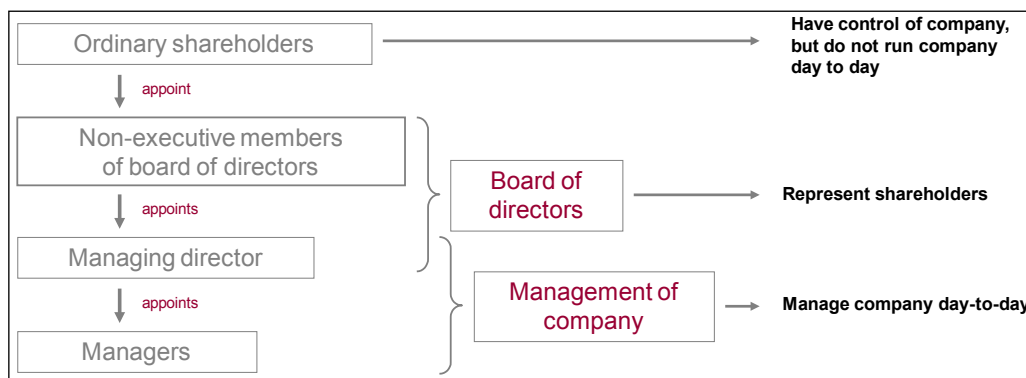 Ordinary shareholders
Have control of company,
but do not run company
day to day
appoint
Non-executive members
of board of directors
Board of
directors
Represent shareholders
appoints
Managing director
appoints
Management of
company
Manage company day-to-day
Managers